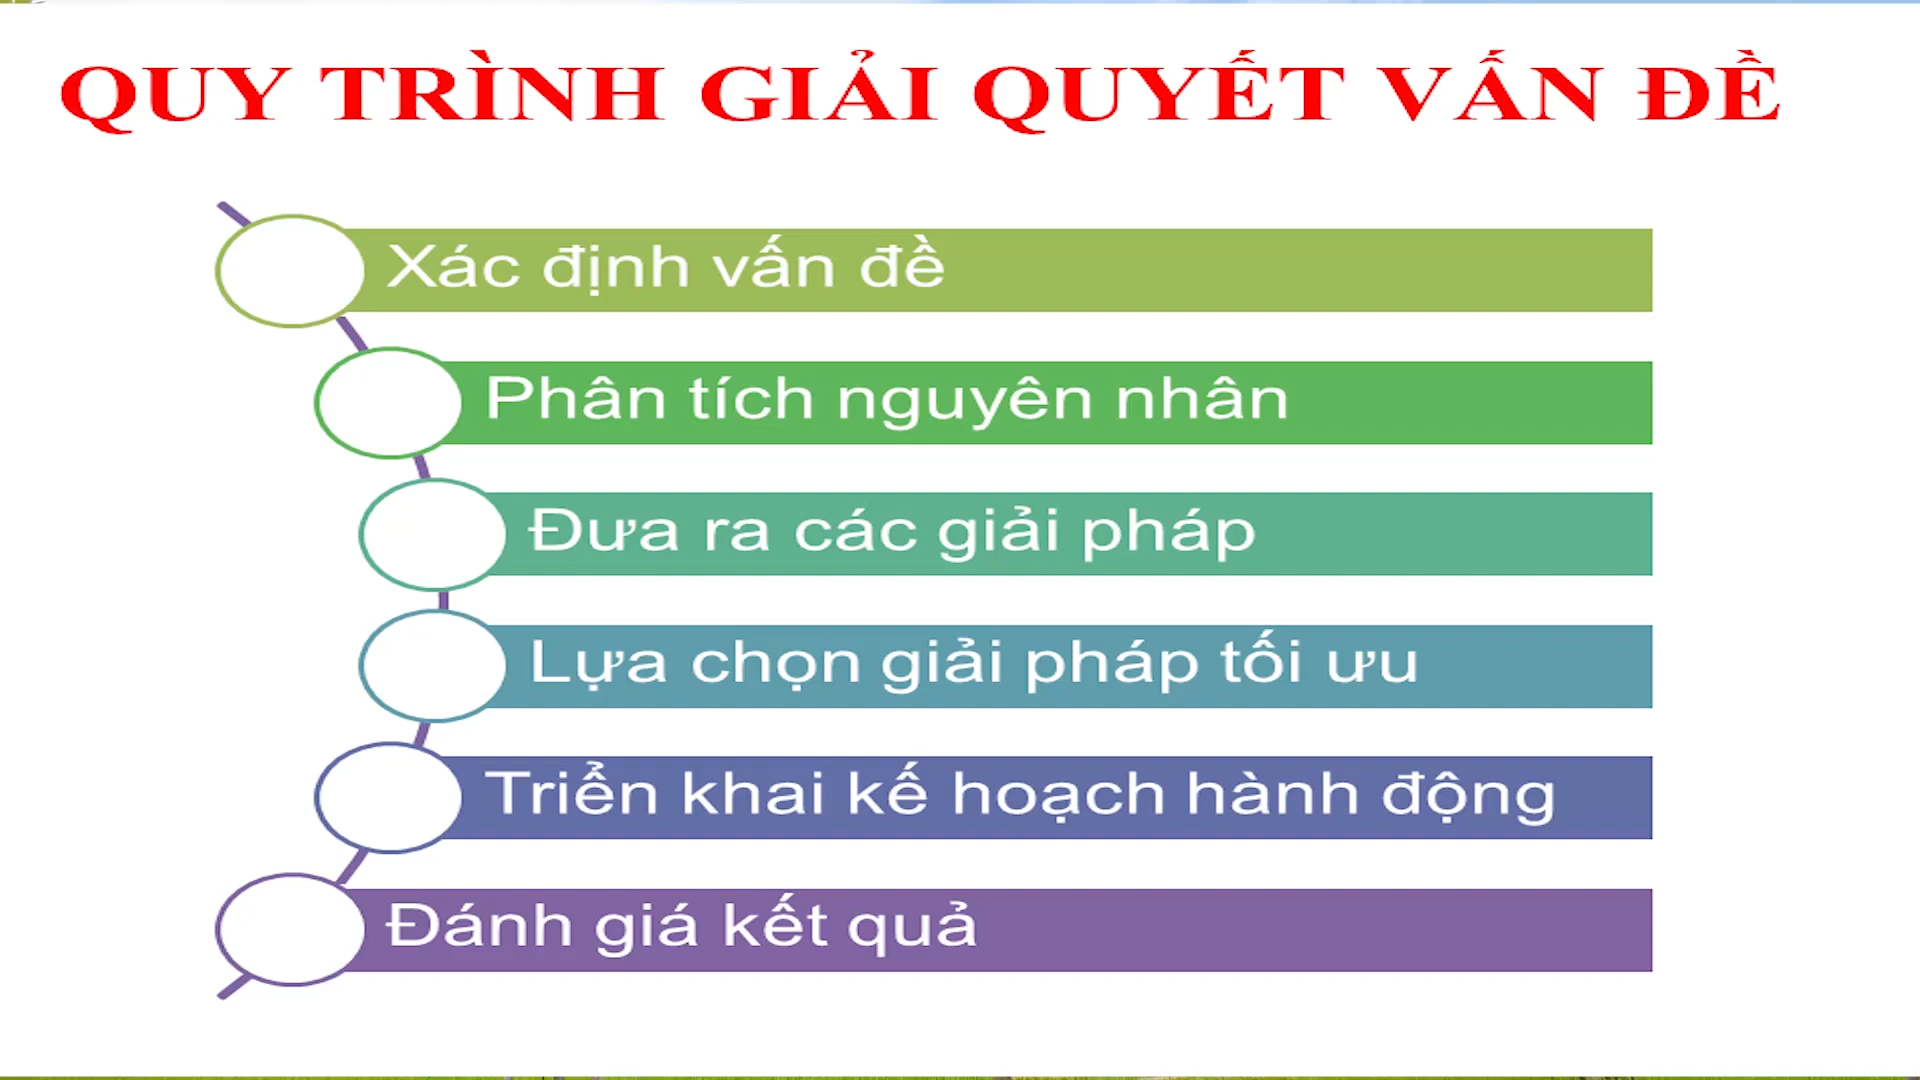 QUY TRÌNH GIẢI QUYẾT VẤN ĐỀ
Xác định vấn đề
Phân tích nguyên nhân
Đưa ra các giải pháp
Lựa chọn giải pháp tối ưu
Triển khai kế hoạch hành động
Đánh giá kết quả